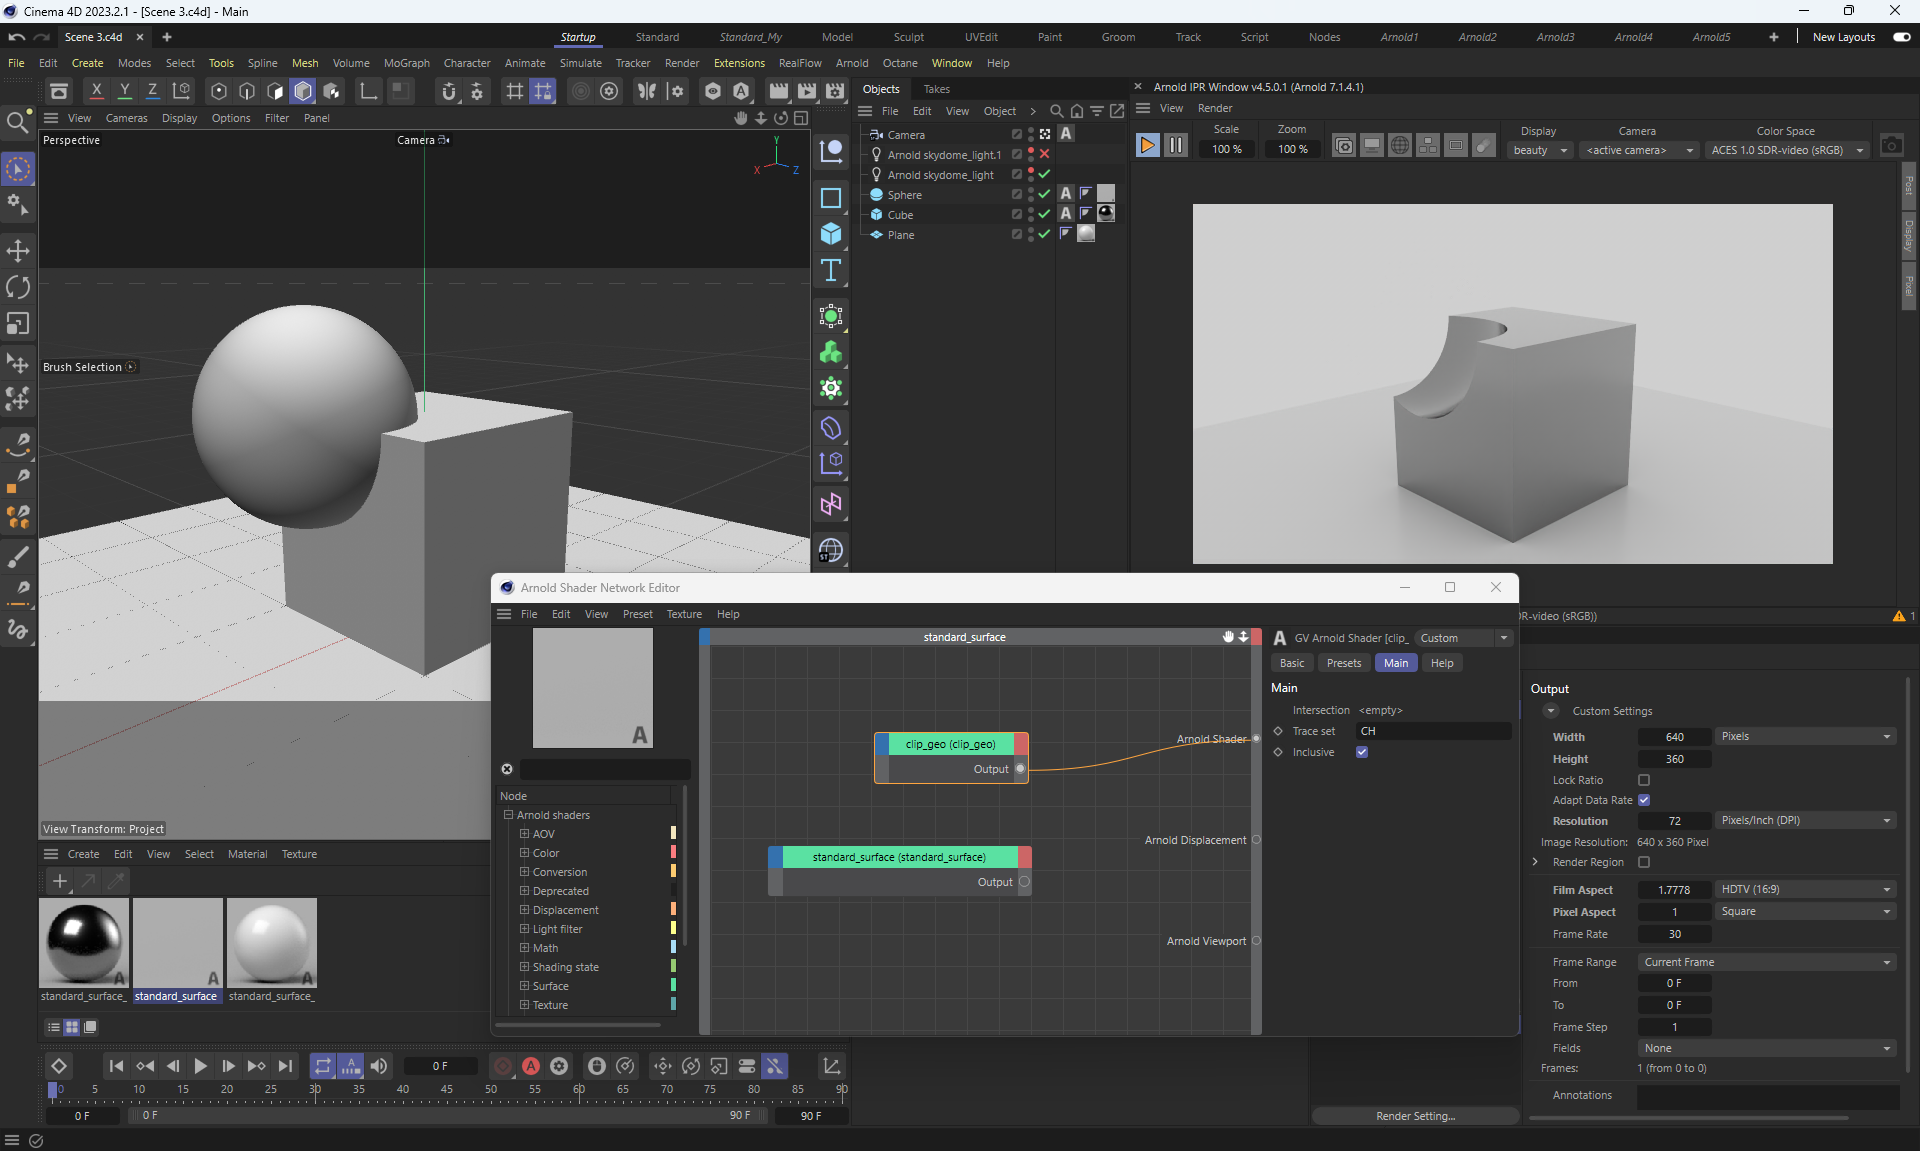 Cinema 4D 2023.2.1 - [Scene 3.c4d] - Main
Scene 3.c4d
Startup Standard Standard_My Model Sculpt UVEdit Paint Groom Track Script Nodes Arnold1 Arnold2 Arnold3 Arnold4 Arnold5 New Layouts
File Edit Create Modes Select Tools Spline Mesh Volume MoGraph Character Animate Simulate Tracker Render Extensions RealFlow Arnold Octane Window Help
X Y Z
View Cameras Display Options Filter Panel
Perspective
Camera
Y
X Z
Brush Selection
View Transform: Project
Objects Takes
File Edit View Object
Camera
Arnold skydome_light.1
Arnold skydome_light
Sphere
Cube
Plane
Arnold IPR Window v4.5.0.1 (Arnold 7.1.4.1)
View Render
Scale Zoom Display Camera Color Space
100 % 100 % beauty <active camera> ACES 1.0 SDR-video (sRGB)
Post
Display
Pixel
DR-video (sRGB))
1
Arnold Shader Network Editor
File Edit View Preset Texture Help
A
Node
Arnold shaders
AOV
Color
Conversion
Deprecated
Displacement
Light filter
Math
Shading state
Surface
Texture
standard_surface
clip_geo (clip_geo)
Output
standard_surface (standard_surface)
Output
Arnold Shader
Arnold Displacement
Arnold Viewport
GV Arnold Shader [clip_ Custom
Basic Presets Main Help
Main
Intersection <empty>
Trace set CH
Inclusive
Output
Custom Settings
Width 640 Pixels
Height 360
Lock Ratio
Adapt Data Rate
Resolution 72 Pixels/Inch (DPI)
Image Resolution: 640 x 360 Pixel
Render Region
Film Aspect 1.7778 HDTV (16:9)
Pixel Aspect 1 Square
Frame Rate 30
Frame Range Current Frame
From 0 F
To 0 F
Frame Step 1
Fields None
Frames: 1 (from 0 to 0)
Annotations
Render Setting...
Create Edit View Select Material Texture
standard_surface_ standard_surface standard_surface_
0 F
0 5 10 15 20 25 30 35 40 45 50 55 60 65 70 75 80 85 90
0 F 0 F 90 F 90 F